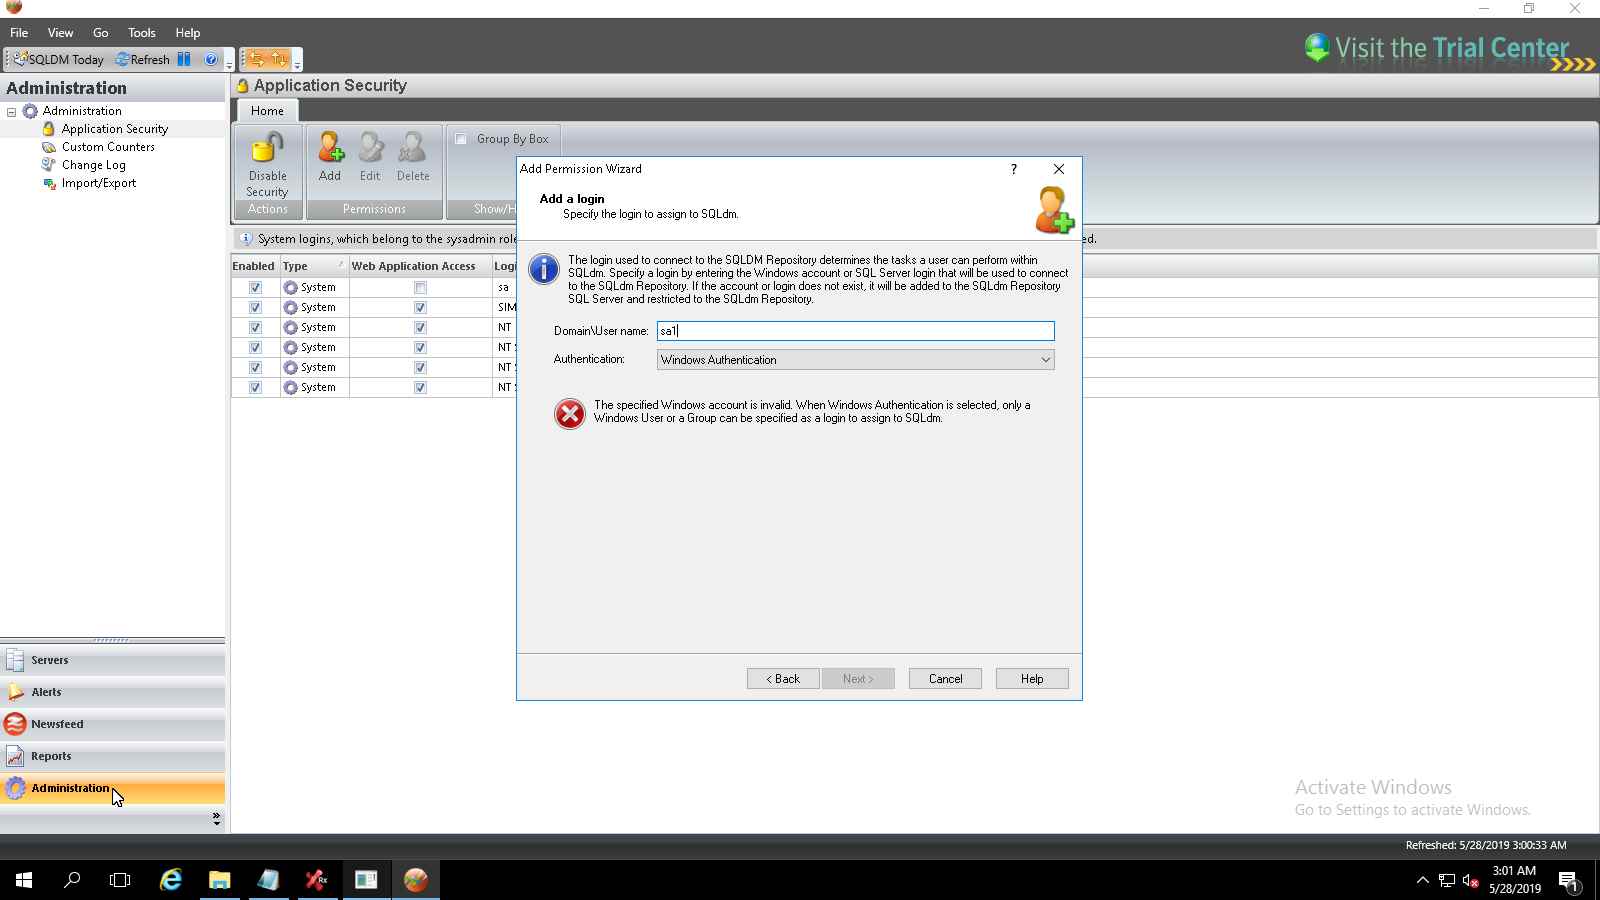 File View Go Tools Help
SQLDM Today Refresh
Visit the Trial Center
Administration
Administration
Application Security
Custom Counters
Change Log
Import/Export
Application Security
Home
Disable Security
Add
Edit
Delete
Actions
Permissions
Group By Box
Show/H
System logins, which belong to the sysadmin role
ed.
Enabled Type Web Application Access Logi
System sa
System SIM
System NT
System NT S
System NT S
System NT S
Add Permission Wizard
?
Add a login
Specify the login to assign to SQLdm.
The login used to connect to the SQLDM Repository determines the tasks a user can perform within
SQLdm. Specify a login by entering the Windows account or SQL Server login that will be used to connect
to the SQLdm Repository. If the account or login does not exist, it will be added to the SQLdm Repository
SQL Server and restricted to the SQLdm Repository.
Domain\User name: sa1
Authentication: Windows Authentication
The specified Windows account is invalid. When Windows Authentication is selected, only a
Windows User or a Group can be specified as a login to assign to SQLdm.
< Back Next > Cancel Help
Servers
Alerts
Newsfeed
Reports
Administration
Activate Windows
Go to Settings to activate Windows.
Refreshed: 5/28/2019 3:00:33 AM
Rx
3:01 AM
5/28/2019
1